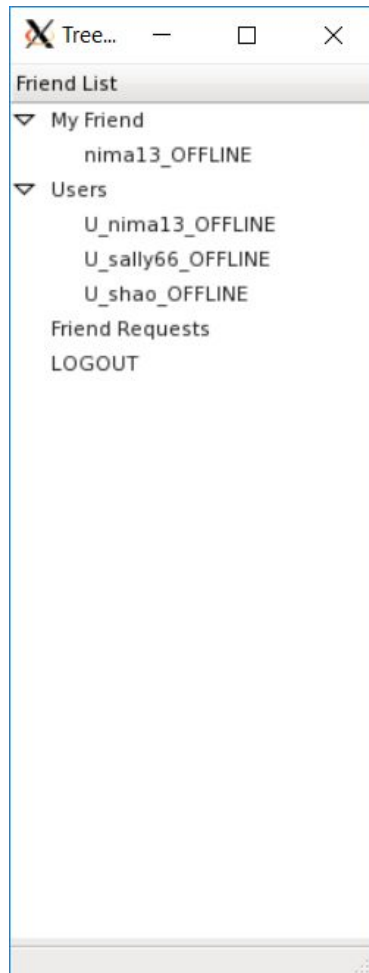 Tree...
Friend List
My Friend
nima13_OFFLINE
Users
U_nima13_OFFLINE
U_sally66_OFFLINE
U_shao_OFFLINE
Friend Requests
LOGOUT